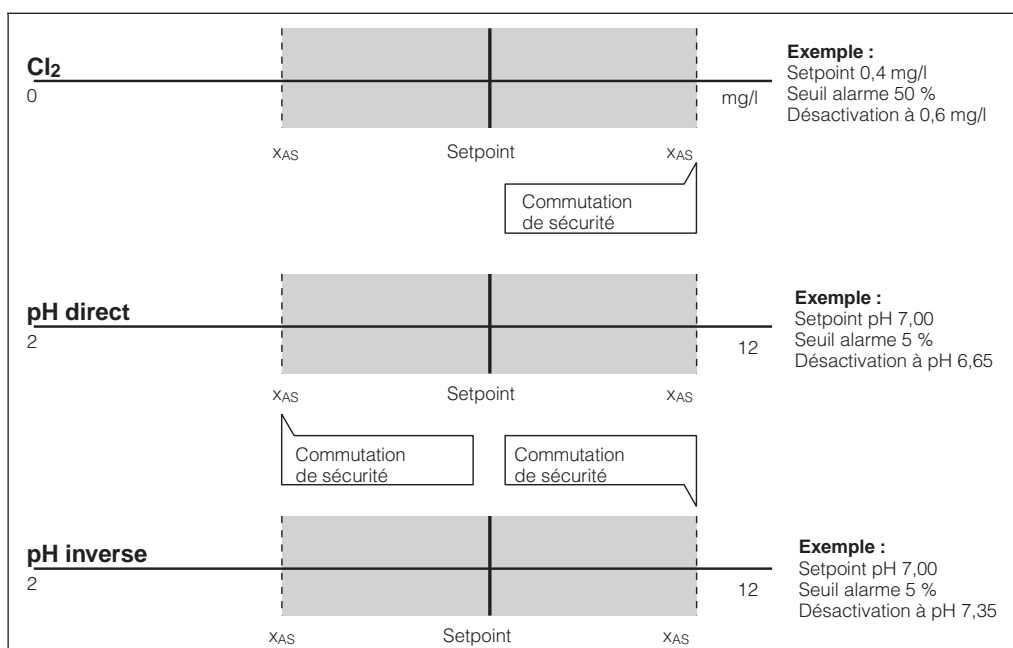 Cl2
0
mg/l
xAS
Setpoint
xAS
Exemple :
Setpoint 0,4 mg/l
Seuil alarme 50 %
Désactivation à 0,6 mg/l
Commutation
de sécurité
pH direct
2
12
xAS
Setpoint
xAS
Exemple :
Setpoint pH 7,00
Seuil alarme 5 %
Désactivation à pH 6,65
Commutation
de sécurité
Commutation
de sécurité
pH inverse
2
12
xAS
Setpoint
xAS
Exemple :
Setpoint pH 7,00
Seuil alarme 5 %
Désactivation à pH 7,35